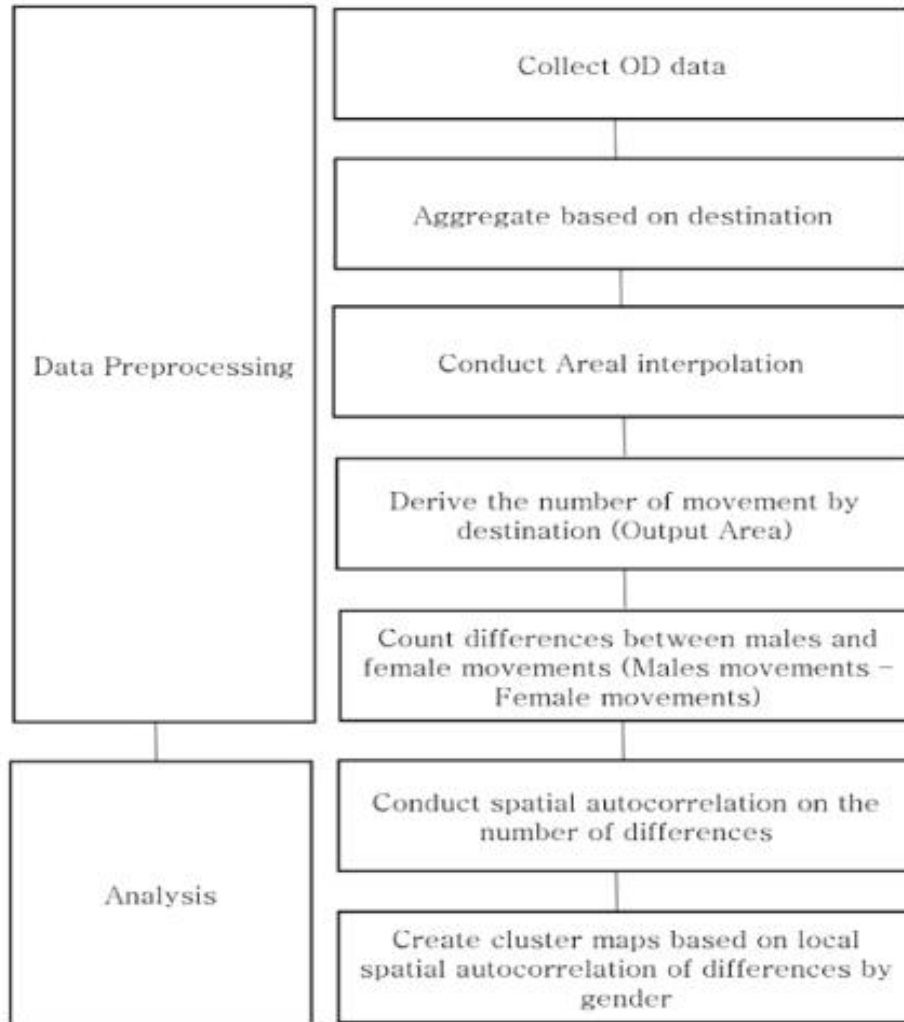 Data Preprocessing
Collect OD data
Aggregate based on destination
Conduct Areal interpolation
Derive the number of movement by
destination (Output Area)
Count differences between males and
female movements (Males movements –
Female movements)
Analysis
Conduct spatial autocorrelation on the
number of differences
Create cluster maps based on local
spatial autocorrelation of differences by
gender